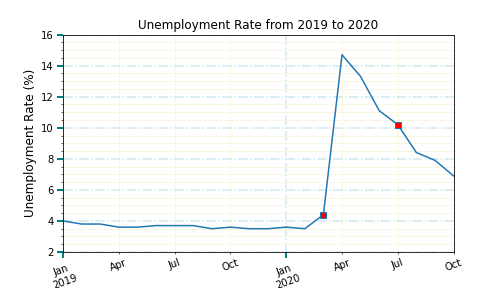 Unemployment Rate from 2019 to 2020
Unemployment Rate (%)
16
14
12
10
8
6
4
2
Jan
2019
Apr
Jul
Oct
Jan
2020
Apr
Jul
Oct